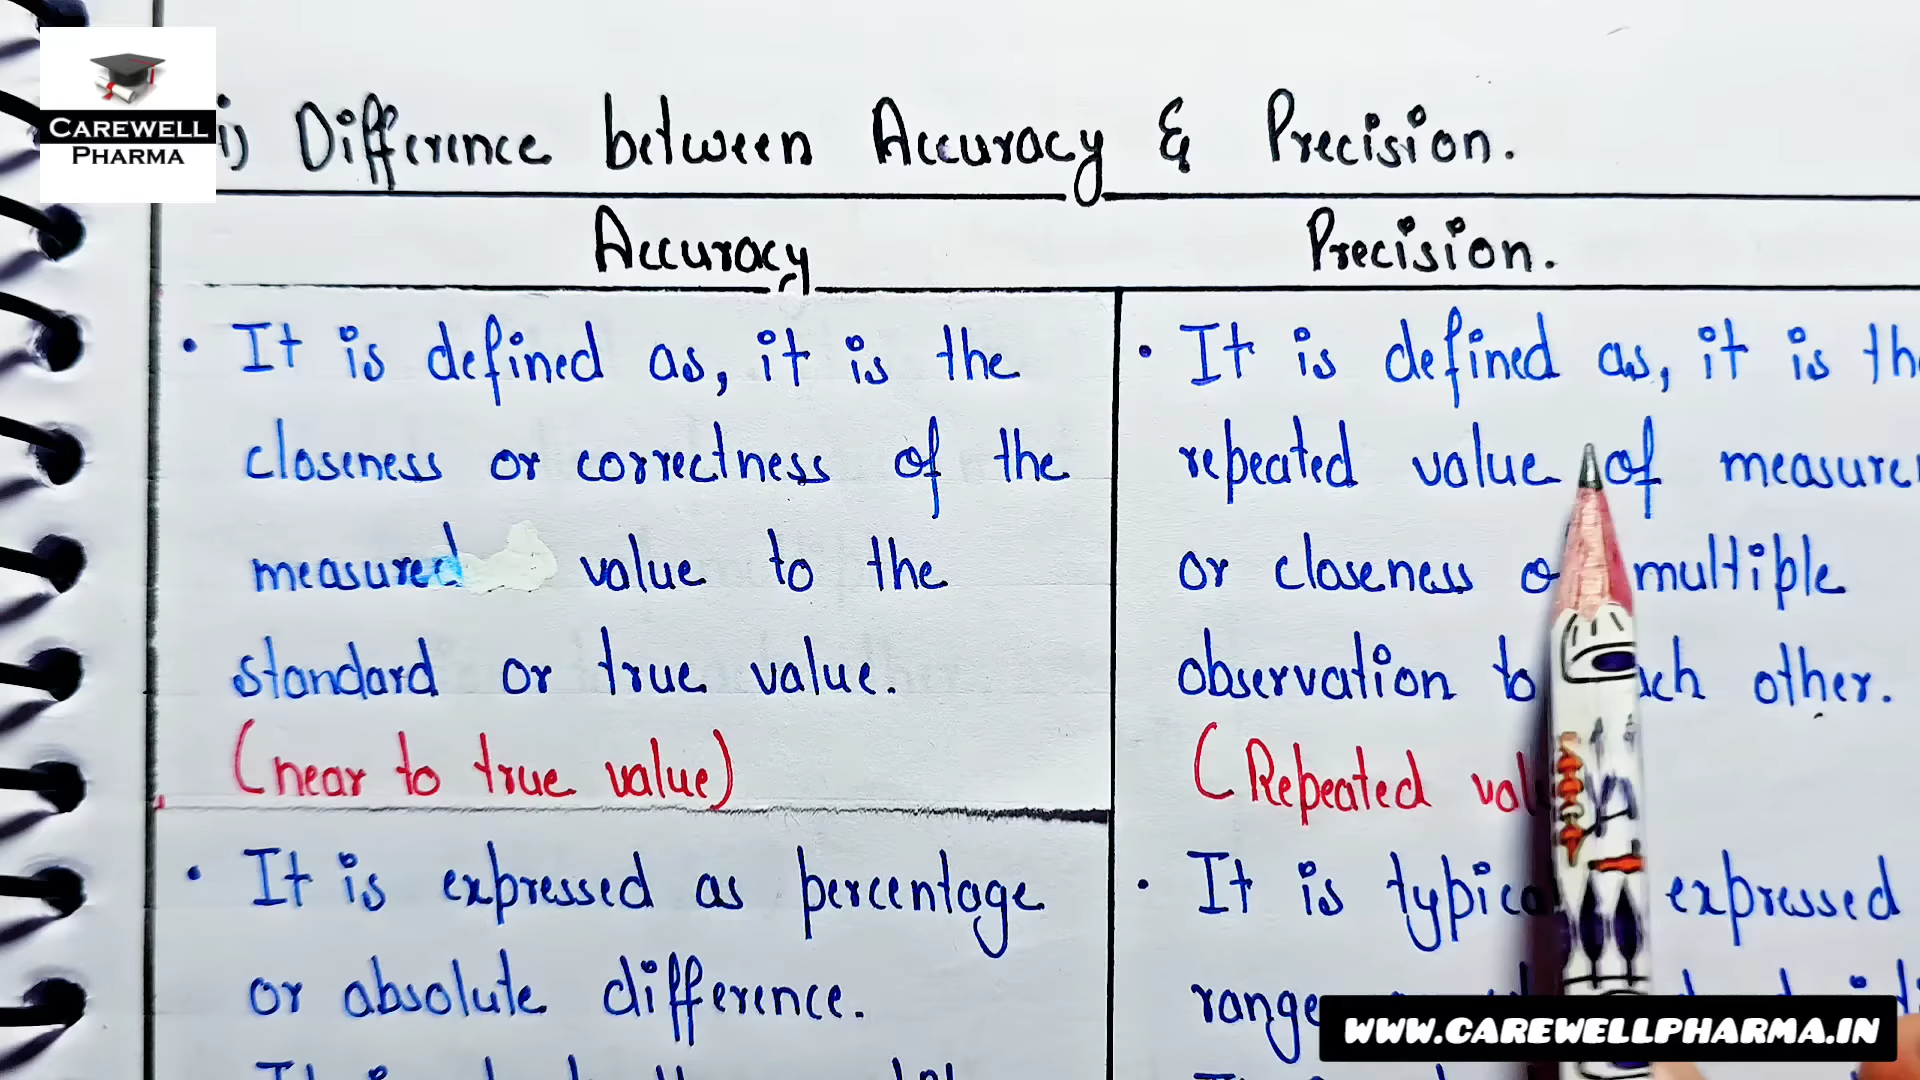 CAREWELL
PHARMA
i) Difference between Accuracy & Precision.
Accuracy
• It is defined as, it is the
closeness or correctness of the
measured value to the
standard or true value.
(near to true value)
• It is expressed as percentage
or absolute difference.
Precision.
• It is defined as, it is the
repeated value of
or closeness multiple
observation to other.
(Repeated
• It is expressed
range
WWW.CAREWELLPHARMA.IN